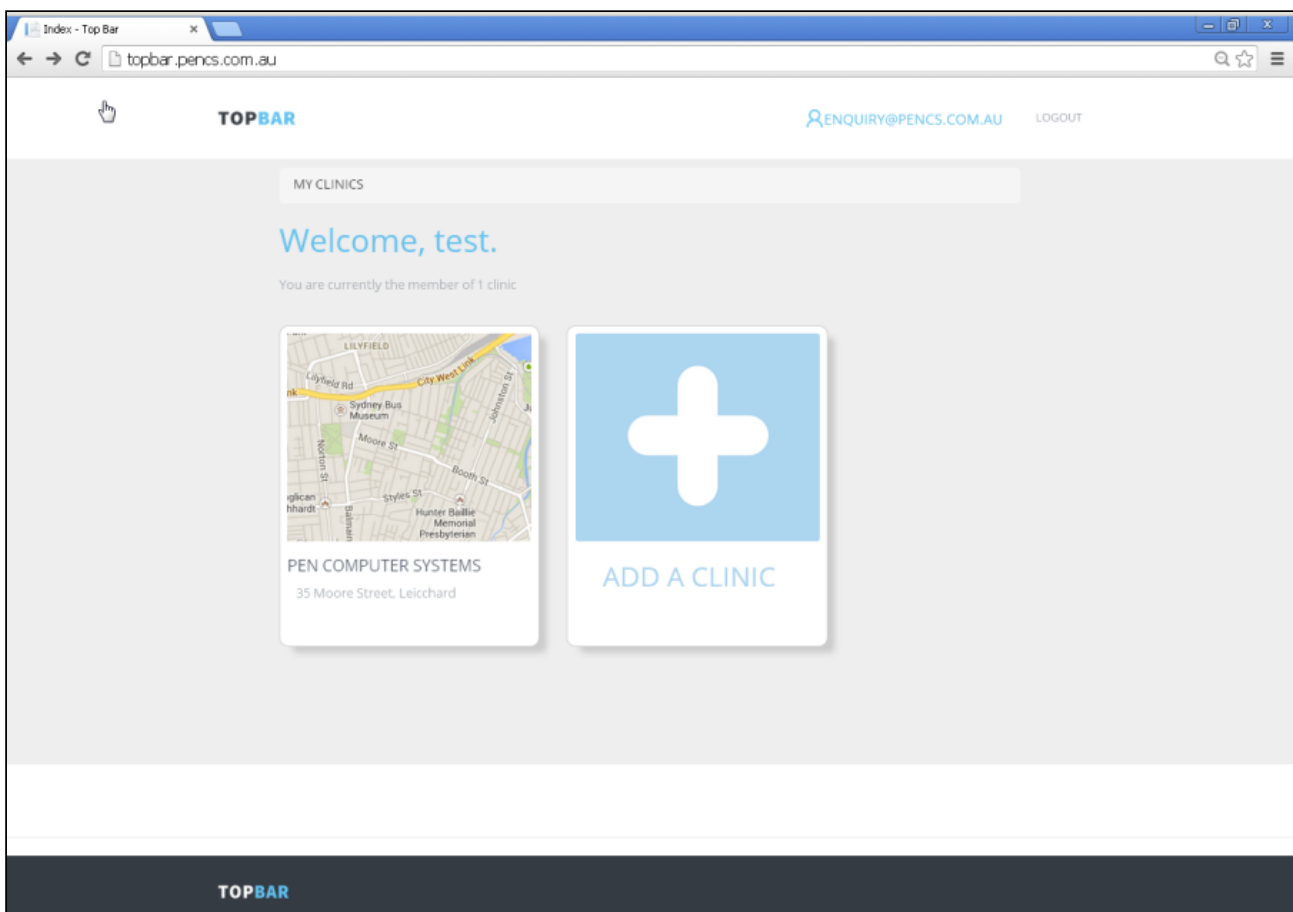 Index - Top Bar
topbar.pencs.com.au
TOPBAR
ENQUIRY@PENCS.COM.AU
LOGOUT
MY CLINICS
Welcome, test.
You are currently the member of 1 clinic
LILYFIELD
Lilyfield Rd
City West Link
Johnston St
Sydney Bus
Museum
Moore St
Norton St
Booth St
Styles St
Balmain
Hunter Baillie
Memorial
Presbyterian
PEN COMPUTER SYSTEMS
35 Moore Street, Leicchard
ADD A CLINIC
TOPBAR